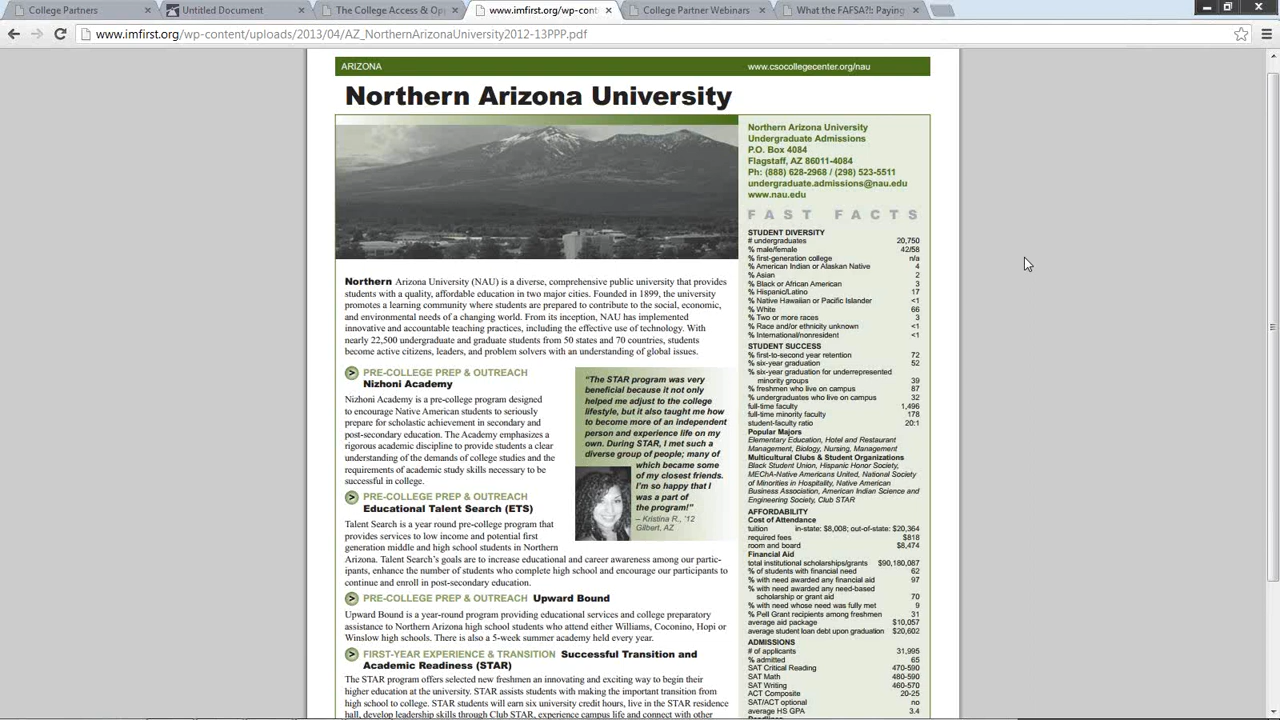 College Partners
Untitled Document
The College Access & Opp
www.imfirst.org/wp-cont
College Partner Webinars
What the FAFSA?!: Paying
www.imfirst.org/wp-content/uploads/2013/04/AZ_NorthernArizonaUniversity2012-13PPP.pdf
ARIZONA
www.csocollegecenter.org/nau
Northern Arizona University
Northern Arizona University (NAU) is a diverse, comprehensive public university that provides
students with a quality, affordable education in two major cities. Founded in 1899, the university
promotes a learning community where students are prepared to contribute to the social, economic,
and environmental needs of a changing world. From its inception, NAU has implemented
innovative and accountable teaching practices, including the effective use of technology. With
nearly 22,500 undergraduate and graduate students from 50 states and 70 countries, students
become active citizens, leaders, and problem solvers with an understanding of global issues.
PRE-COLLEGE PREP & OUTREACH
Nizhoni Academy
Nizhoni Academy is a pre-college program designed
to encourage Native American students to seriously
prepare for scholastic achievement in secondary and
post-secondary education. The Academy emphasizes a
rigorous academic discipline to provide students a clear
understanding of the demands of college studies and the
requirements of academic study skills necessary to be
successful in college.
PRE-COLLEGE PREP & OUTREACH
Educational Talent Search (ETS)
Talent Search is a year round pre-college program that
provides services to low income and potential first
generation middle and high school students in Northern
Arizona. Talent Search's goals are to increase educational and career awareness among our partic-
ipants, enhance the number of students who complete high school and encourage our participants to
continue and enroll in post-secondary education.
"The STAR program was very
beneficial because it not only
helped me adjust to the college
lifestyle, but it also taught me how
to become more of an independent
person and experience life on my
own. During STAR, I met such a
diverse group of people; many of
which became some
of my closest friends.
I'm so happy that I
was a part of
the program!"
– Kristina R., '12
Gilbert, AZ
PRE-COLLEGE PREP & OUTREACH Upward Bound
Upward Bound is a year-round program providing educational services and college preparatory
assistance to Northern Arizona high school students who attend either Williams, Coconino, Hopi or
Winslow high schools. There is also a 5-week summer academy held every year.
FIRST-YEAR EXPERIENCE & TRANSITION Successful Transition and
Academic Readiness (STAR)
The STAR program offers selected new freshmen an innovating and exciting way to begin their
higher education at the university. STAR assists students with making the important transition from
high school to college. STAR students will earn six university credit hours, live in the STAR residence
hall, develop leadership skills through Club STAR, experience campus life and connect with other
Northern Arizona University
Undergraduate Admissions
P.O. Box 4084
Flagstaff, AZ 86011-4084
Ph: (888) 628-2968 / (298) 523-5511
undergraduate.admissions@nau.edu
www.nau.edu
FAST FACTS
STUDENT DIVERSITY
# undergraduates 20,750
% male/female 42/58
% first-generation college n/a
% American Indian or Alaskan Native 4
% Asian 2
% Black or African American 3
% Hispanic/Latino 17
% Native Hawaiian or Pacific Islander <1
% White 66
% Two or more races 3
% Race and/or ethnicity unknown <1
% International/nonresident <1
STUDENT SUCCESS
% first-to-second year retention 72
% six-year graduation 52
% six-year graduation for underrepresented
minority groups 39
% freshmen who live on campus 87
% undergraduates who live on campus 32
full-time faculty 1,496
full-time minority faculty 178
student-faculty ratio 20:1
Popular Majors
Elementary Education, Hotel and Restaurant
Management, Biology, Nursing, Management
Multicultural Clubs & Student Organizations
Black Student Union, Hispanic Honor Society,
MEChA-Native Americans United, National Society
of Minorities in Hospitality, Native American
Business Association, American Indian Science and
Engineering Society, Club STAR
AFFORDABILITY
Cost of Attendance
tuition in-state: $8,008; out-of-state: $20,364
required fees $818
room and board $8,474
Financial Aid
total institutional scholarships/grants $90,180,087
% of students with financial need 62
% with need awarded any financial aid 97
% with need awarded any need-based
scholarship or grant aid 70
% with need whose need was fully met 9
% Pell Grant recipients among freshmen 31
average aid package $10,057
average student loan debt upon graduation $20,602
ADMISSIONS
# of applicants 31,995
% admitted 65
SAT Critical Reading 470-590
SAT Math 480-590
SAT Writing 460-570
ACT Composite 20-25
SAT/ACT optional no
average HS GPA 3.4